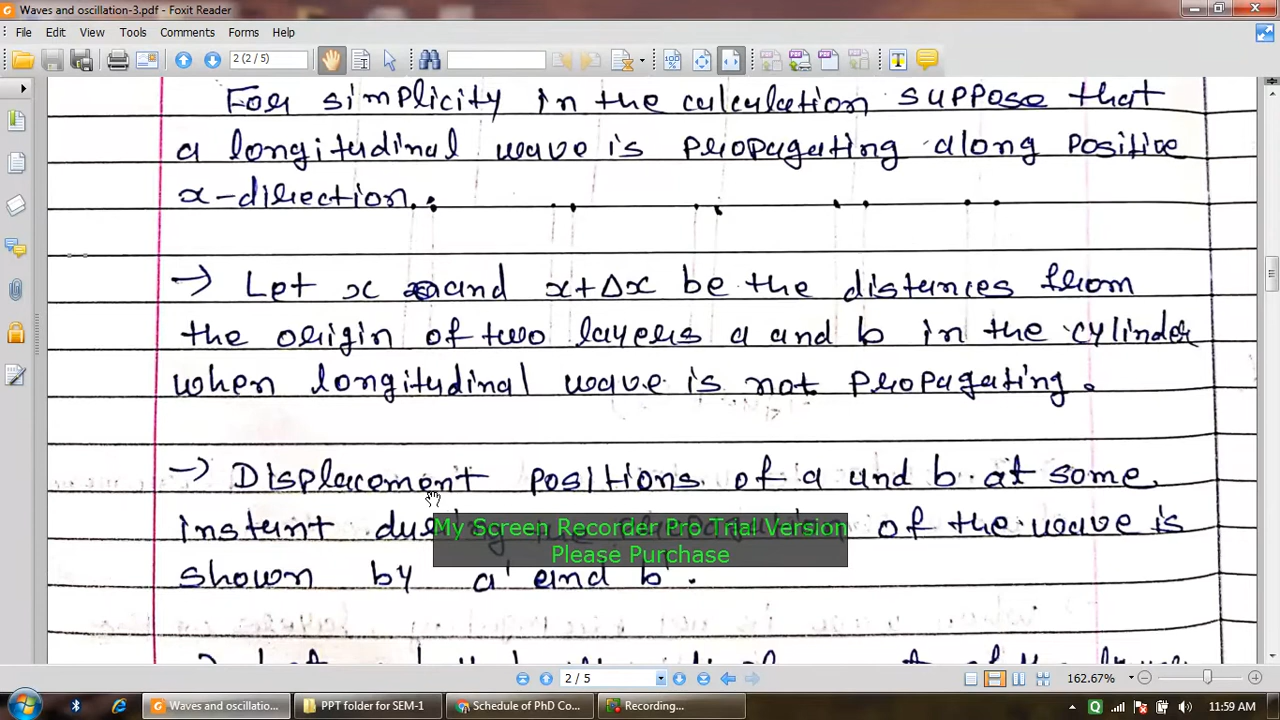 Waves and oscillation-3.pdf - Foxit Reader
File Edit View Tools Comments Forms Help
2 (2 / 5)
For simplicity in the calculation suppose that
a longitudinal wave is propagating along positive
x-direction.
→ Let x and x+Δx be the distances from
the origin of two layers a and b in the cylinder
when longitudinal wave is not propagating.
→ Displacement positions of a and b at some
instant during the of the wave is
My Screen Recorder Pro Trial Version
Please Purchase
shown by a' and b'.
2 / 5
162.67%
Waves and oscillatio...
PPT folder for SEM-1
Schedule of PhD Co...
Recording...
11:59 AM